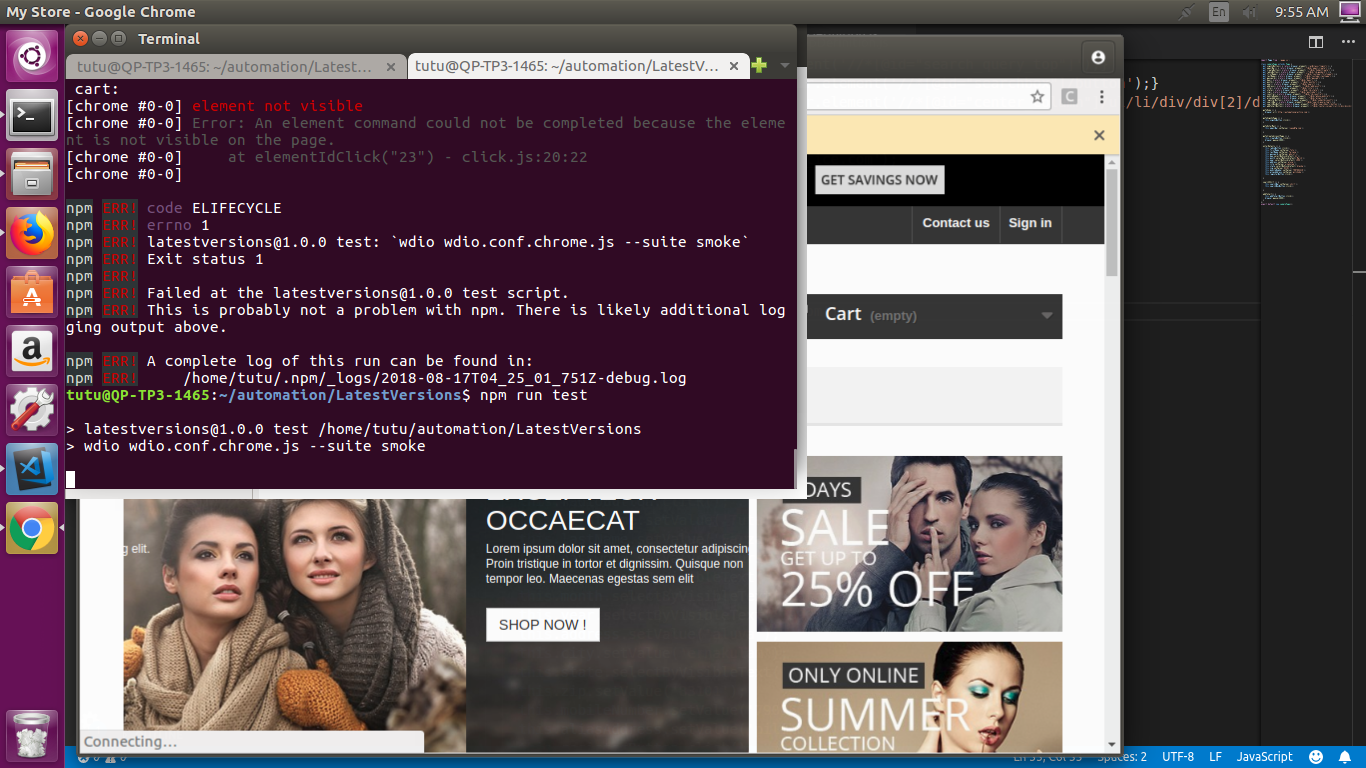 My Store - Google Chrome
En
9:55 AM
Terminal
tutu@QP-TP3-1465: ~/automation/Latest...
tutu@QP-TP3-1465: ~/automation/LatestV...
cart:
[chrome #0-0] element not visible
[chrome #0-0] Error: An element command could not be completed because the eleme
nt is not visible on the page.
[chrome #0-0] at elementIdClick("23") - click.js:20:22
[chrome #0-0]
npm ERR! code ELIFECYCLE
npm ERR! errno 1
npm ERR! latestversions@1.0.0 test: `wdio wdio.conf.chrome.js --suite smoke`
npm ERR! Exit status 1
npm ERR!
npm ERR! Failed at the latestversions@1.0.0 test script.
npm ERR! This is probably not a problem with npm. There is likely additional log
ging output above.
npm ERR! A complete log of this run can be found in:
npm ERR! /home/tutu/.npm/_logs/2018-08-17T04_25_01_751Z-debug.log
tutu@QP-TP3-1465:~/automation/LatestVersions$ npm run test
> latestversions@1.0.0 test /home/tutu/automation/LatestVersions
> wdio wdio.conf.chrome.js --suite smoke
');}
/li/div/div[2]/d
C
GET SAVINGS NOW
Contact us
Sign in
Cart (empty)
g elit.
OCCAECAT
Lorem ipsum dolor sit amet, consectetur adipiscin
Proin tristique in tortor et dignissim. Quisque non
tempor leo. Maecenas egestas sem elit
SHOP NOW !
DAYS
SALE
GET UP TO
25% OFF
ONLY ONLINE
SUMMER
COLLECTION
Connecting...
Spaces: 2
UTF-8
LF
JavaScript